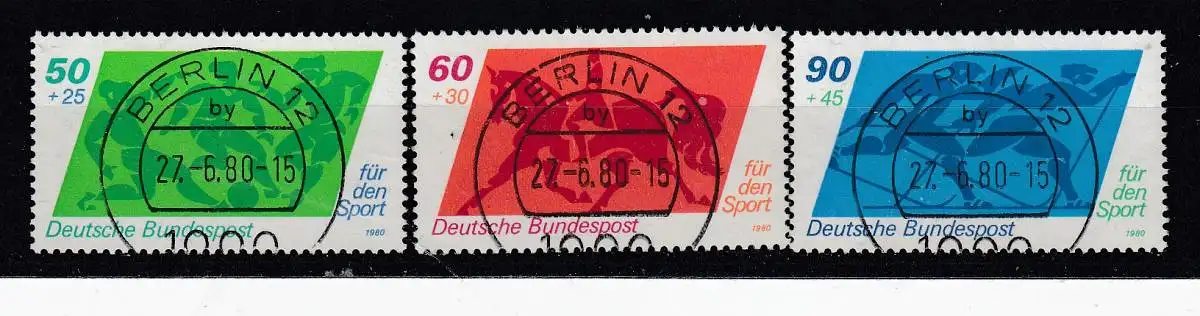 50
+ 25
BERLIN 12
by
27.-6.80-15
für
den
Sport
Deutsche Bundespost
1980
1000
60
+ 30
BERLIN 12
by
27.-6.80-15
für
den
Sport
Deutsche Bundespost
1980
1000
90
+ 45
BERLIN 12
by
27.-6.80-15
für
den
Sport
Deutsche Bundespost
1980
1000